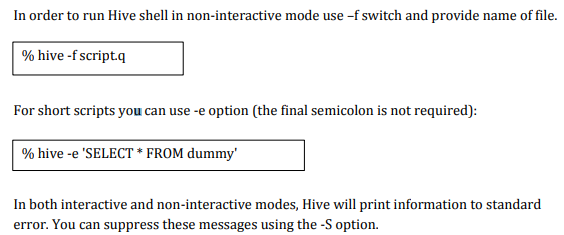 In order to run Hive shell in non-interactive mode use –f switch and provide name of file.
% hive -f script.q
For short scripts you can use -e option (the final semicolon is not required):
% hive -e 'SELECT * FROM dummy'
In both interactive and non-interactive modes, Hive will print information to standard
error. You can suppress these messages using the -S option.